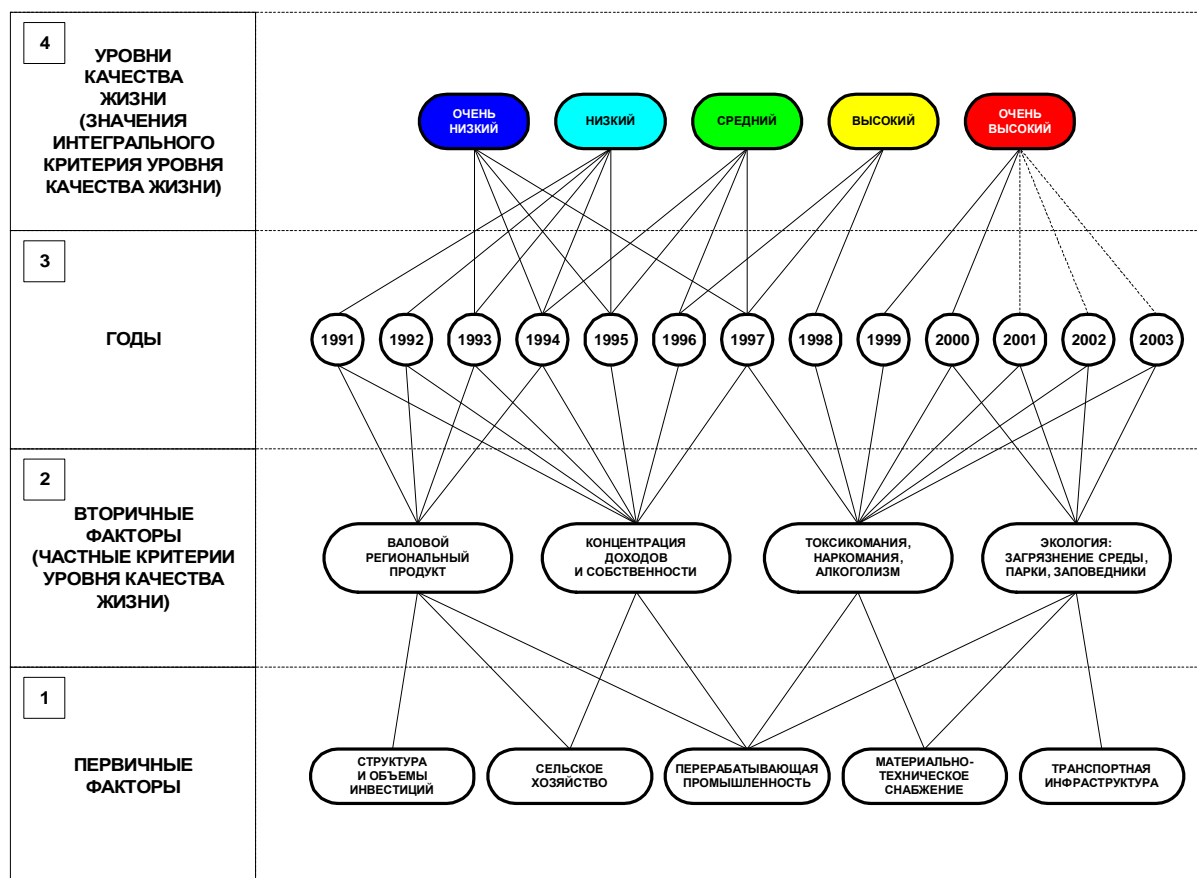 4
УРОВНИ
КАЧЕСТВА
ЖИЗНИ
(ЗНАЧЕНИЯ
ИНТЕГРАЛЬНОГО
КРИТЕРИЯ УРОВНЯ
КАЧЕСТВА ЖИЗНИ)
ОЧЕНЬ
НИЗКИЙ
НИЗКИЙ
СРЕДНИЙ
ВЫСОКИЙ
ОЧЕНЬ
ВЫСОКИЙ
3
ГОДЫ
1991
1992
1993
1994
1995
1996
1997
1998
1999
2000
2001
2002
2003
2
ВТОРИЧНЫЕ
ФАКТОРЫ
(ЧАСТНЫЕ КРИТЕРИИ
УРОВНЯ КАЧЕСТВА
ЖИЗНИ)
ВАЛОВОЙ
РЕГИОНАЛЬНЫЙ
ПРОДУКТ
КОНЦЕНТРАЦИЯ
ДОХОДОВ
И СОБСТВЕННОСТИ
ТОКСИКОМАНИЯ,
НАРКОМАНИЯ,
АЛКОГОЛИЗМ
ЭКОЛОГИЯ:
ЗАГРЯЗНЕНИЕ СРЕДЫ,
ПАРКИ, ЗАПОВЕДНИКИ
1
ПЕРВИЧНЫЕ
ФАКТОРЫ
СТРУКТУРА
И ОБЪЕМЫ
ИНВЕСТИЦИЙ
СЕЛЬСКОЕ
ХОЗЯЙСТВО
ПЕРЕРАБАТЫВАЮЩАЯ
ПРОМЫШЛЕННОСТЬ
МАТЕРИАЛЬНО-
ТЕХНИЧЕСКОЕ
СНАБЖЕНИЕ
ТРАНСПОРТНАЯ
ИНФРАСТРУКТУРА